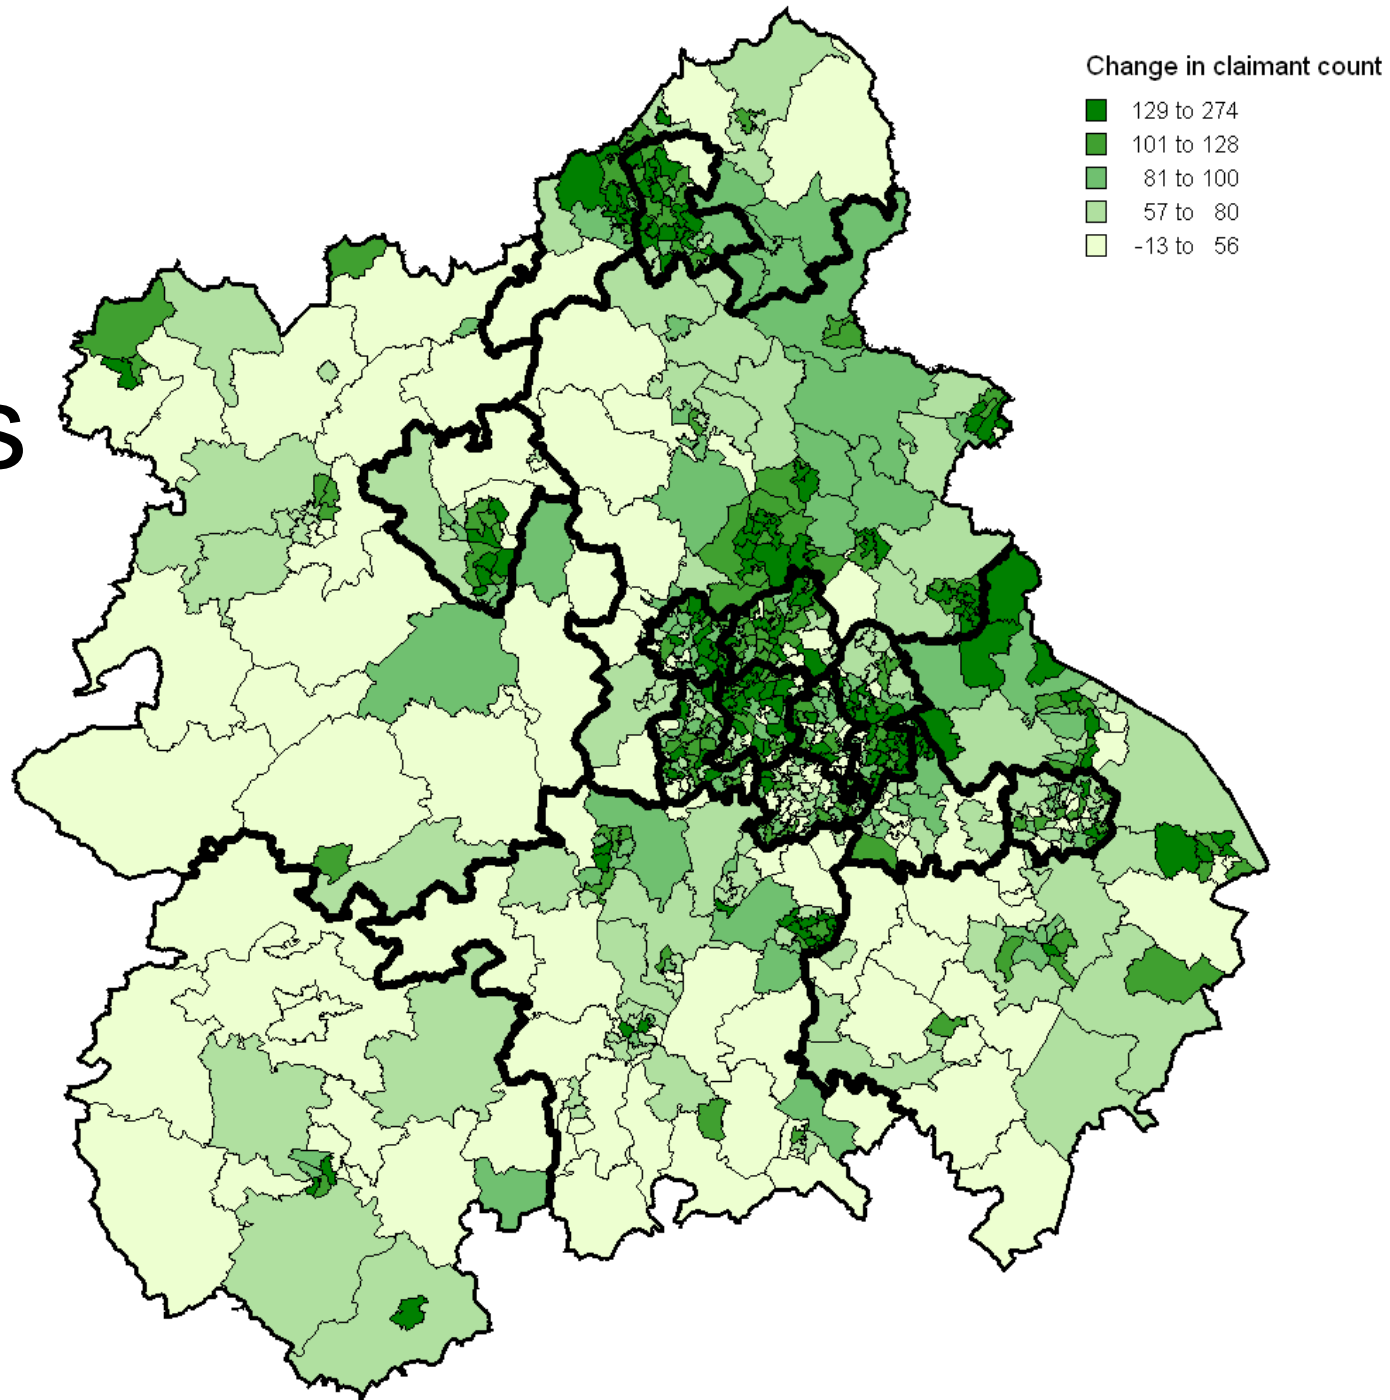 Change in claimant count
129 to 274
101 to 128
81 to 100
57 to 80
-13 to 56
s